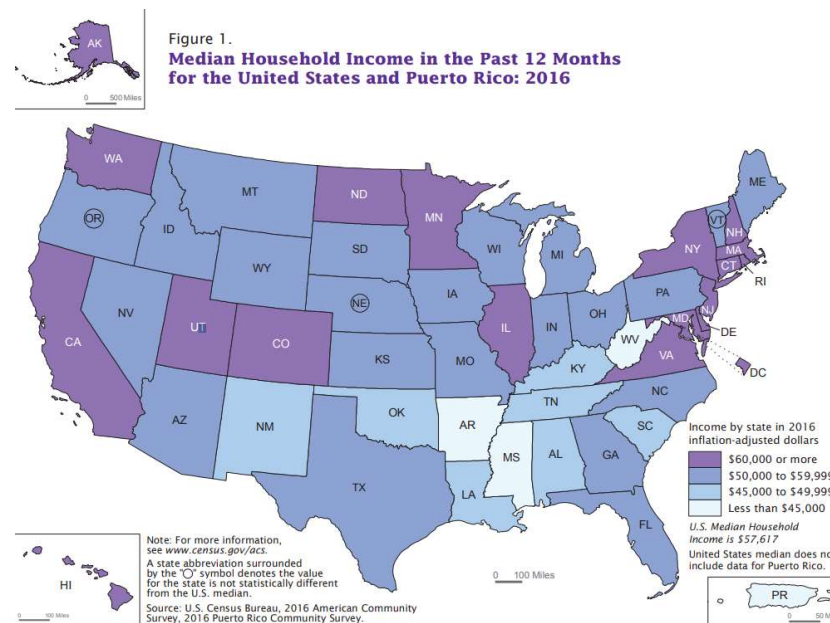 AK
0 500 Miles
Figure 1.
Median Household Income in the Past 12 Months
for the United States and Puerto Rico: 2016
WA
OR
ID
MT
ND
MN
WI
MI
ME
VT
NH
NY
MA
CT
RI
WY
SD
IA
NE
NV
UT
CO
CA
KS
MO
IL
IN
OH
PA
NJ
MD
DE
DC
WV
VA
KY
TN
NC
SC
AZ
NM
OK
AR
MS
AL
GA
LA
TX
FL
Income by state in 2016
inflation-adjusted dollars
$60,000 or more
$50,000 to $59,999
$45,000 to $49,999
Less than $45,000
U.S. Median Household
Income is $57,617
United States median does no
include data for Puerto Rico.
HI
0 100 Miles
Note: For more information,
see www.census.gov/acs.
A state abbreviation surrounded
by the "◯" symbol denotes the value
for the state is not statistically different
from the U.S. median.
Source: U.S. Census Bureau, 2016 American Community
Survey, 2016 Puerto Rico Community Survey.
0 100 Miles
PR
0 50 M